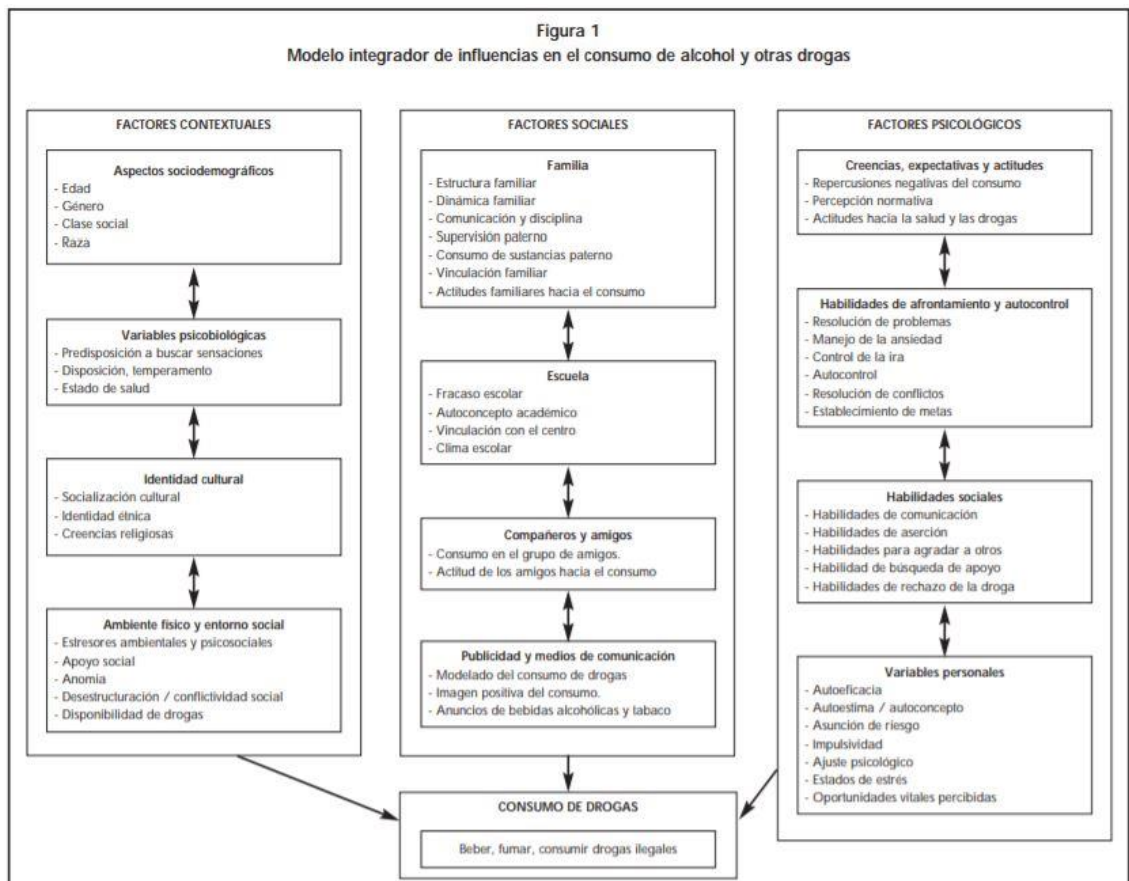 Figura 1
Modelo integrador de influencias en el consumo de alcohol y otras drogas
FACTORES CONTEXTUALES
Aspectos sociodemográficos
- Edad
- Género
- Clase social
- Raza
Variables psicobiológicas
- Predisposición a buscar sensaciones
- Disposición, temperamento
- Estado de salud
Identidad cultural
- Socialización cultural
- Identidad étnica
- Creencias religiosas
Ambiente físico y entorno social
- Estresores ambientales y psicosociales
- Apoyo social
- Anomia
- Desestructuración / conflictividad social
- Disponibilidad de drogas
FACTORES SOCIALES
Familia
- Estructura familiar
- Dinámica familiar
- Comunicación y disciplina
- Supervisión paterno
- Consumo de sustancias paterno
- Vinculación familiar
- Actitudes familiares hacia el consumo
Escuela
- Fracaso escolar
- Autoconcepto académico
- Vinculación con el centro
- Clima escolar
Compañeros y amigos
- Consumo en el grupo de amigos.
- Actitud de los amigos hacia el consumo
Publicidad y medios de comunicación
- Modelado del consumo de drogas
- Imagen positiva del consumo.
- Anuncios de bebidas alcohólicas y tabaco
FACTORES PSICOLÓGICOS
Creencias, expectativas y actitudes
- Repercusiones negativas del consumo
- Percepción normativa
- Actitudes hacia la salud y las drogas
Habilidades de afrontamiento y autocontrol
- Resolución de problemas
- Manejo de la ansiedad
- Control de la ira
- Autocontrol
- Resolución de conflictos
- Establecimiento de metas
Habilidades sociales
- Habilidades de comunicación
- Habilidades de aserción
- Habilidades para agradar a otros
- Habilidad de búsqueda de apoyo
- Habilidades de rechazo de la droga
Variables personales
- Autoeficacia
- Autoestima / autoconcepto
- Asunción de riesgo
- Impulsividad
- Ajuste psicológico
- Estados de estrés
- Oportunidades vitales percibidas
CONSUMO DE DROGAS
Beber, fumar, consumir drogas ilegales